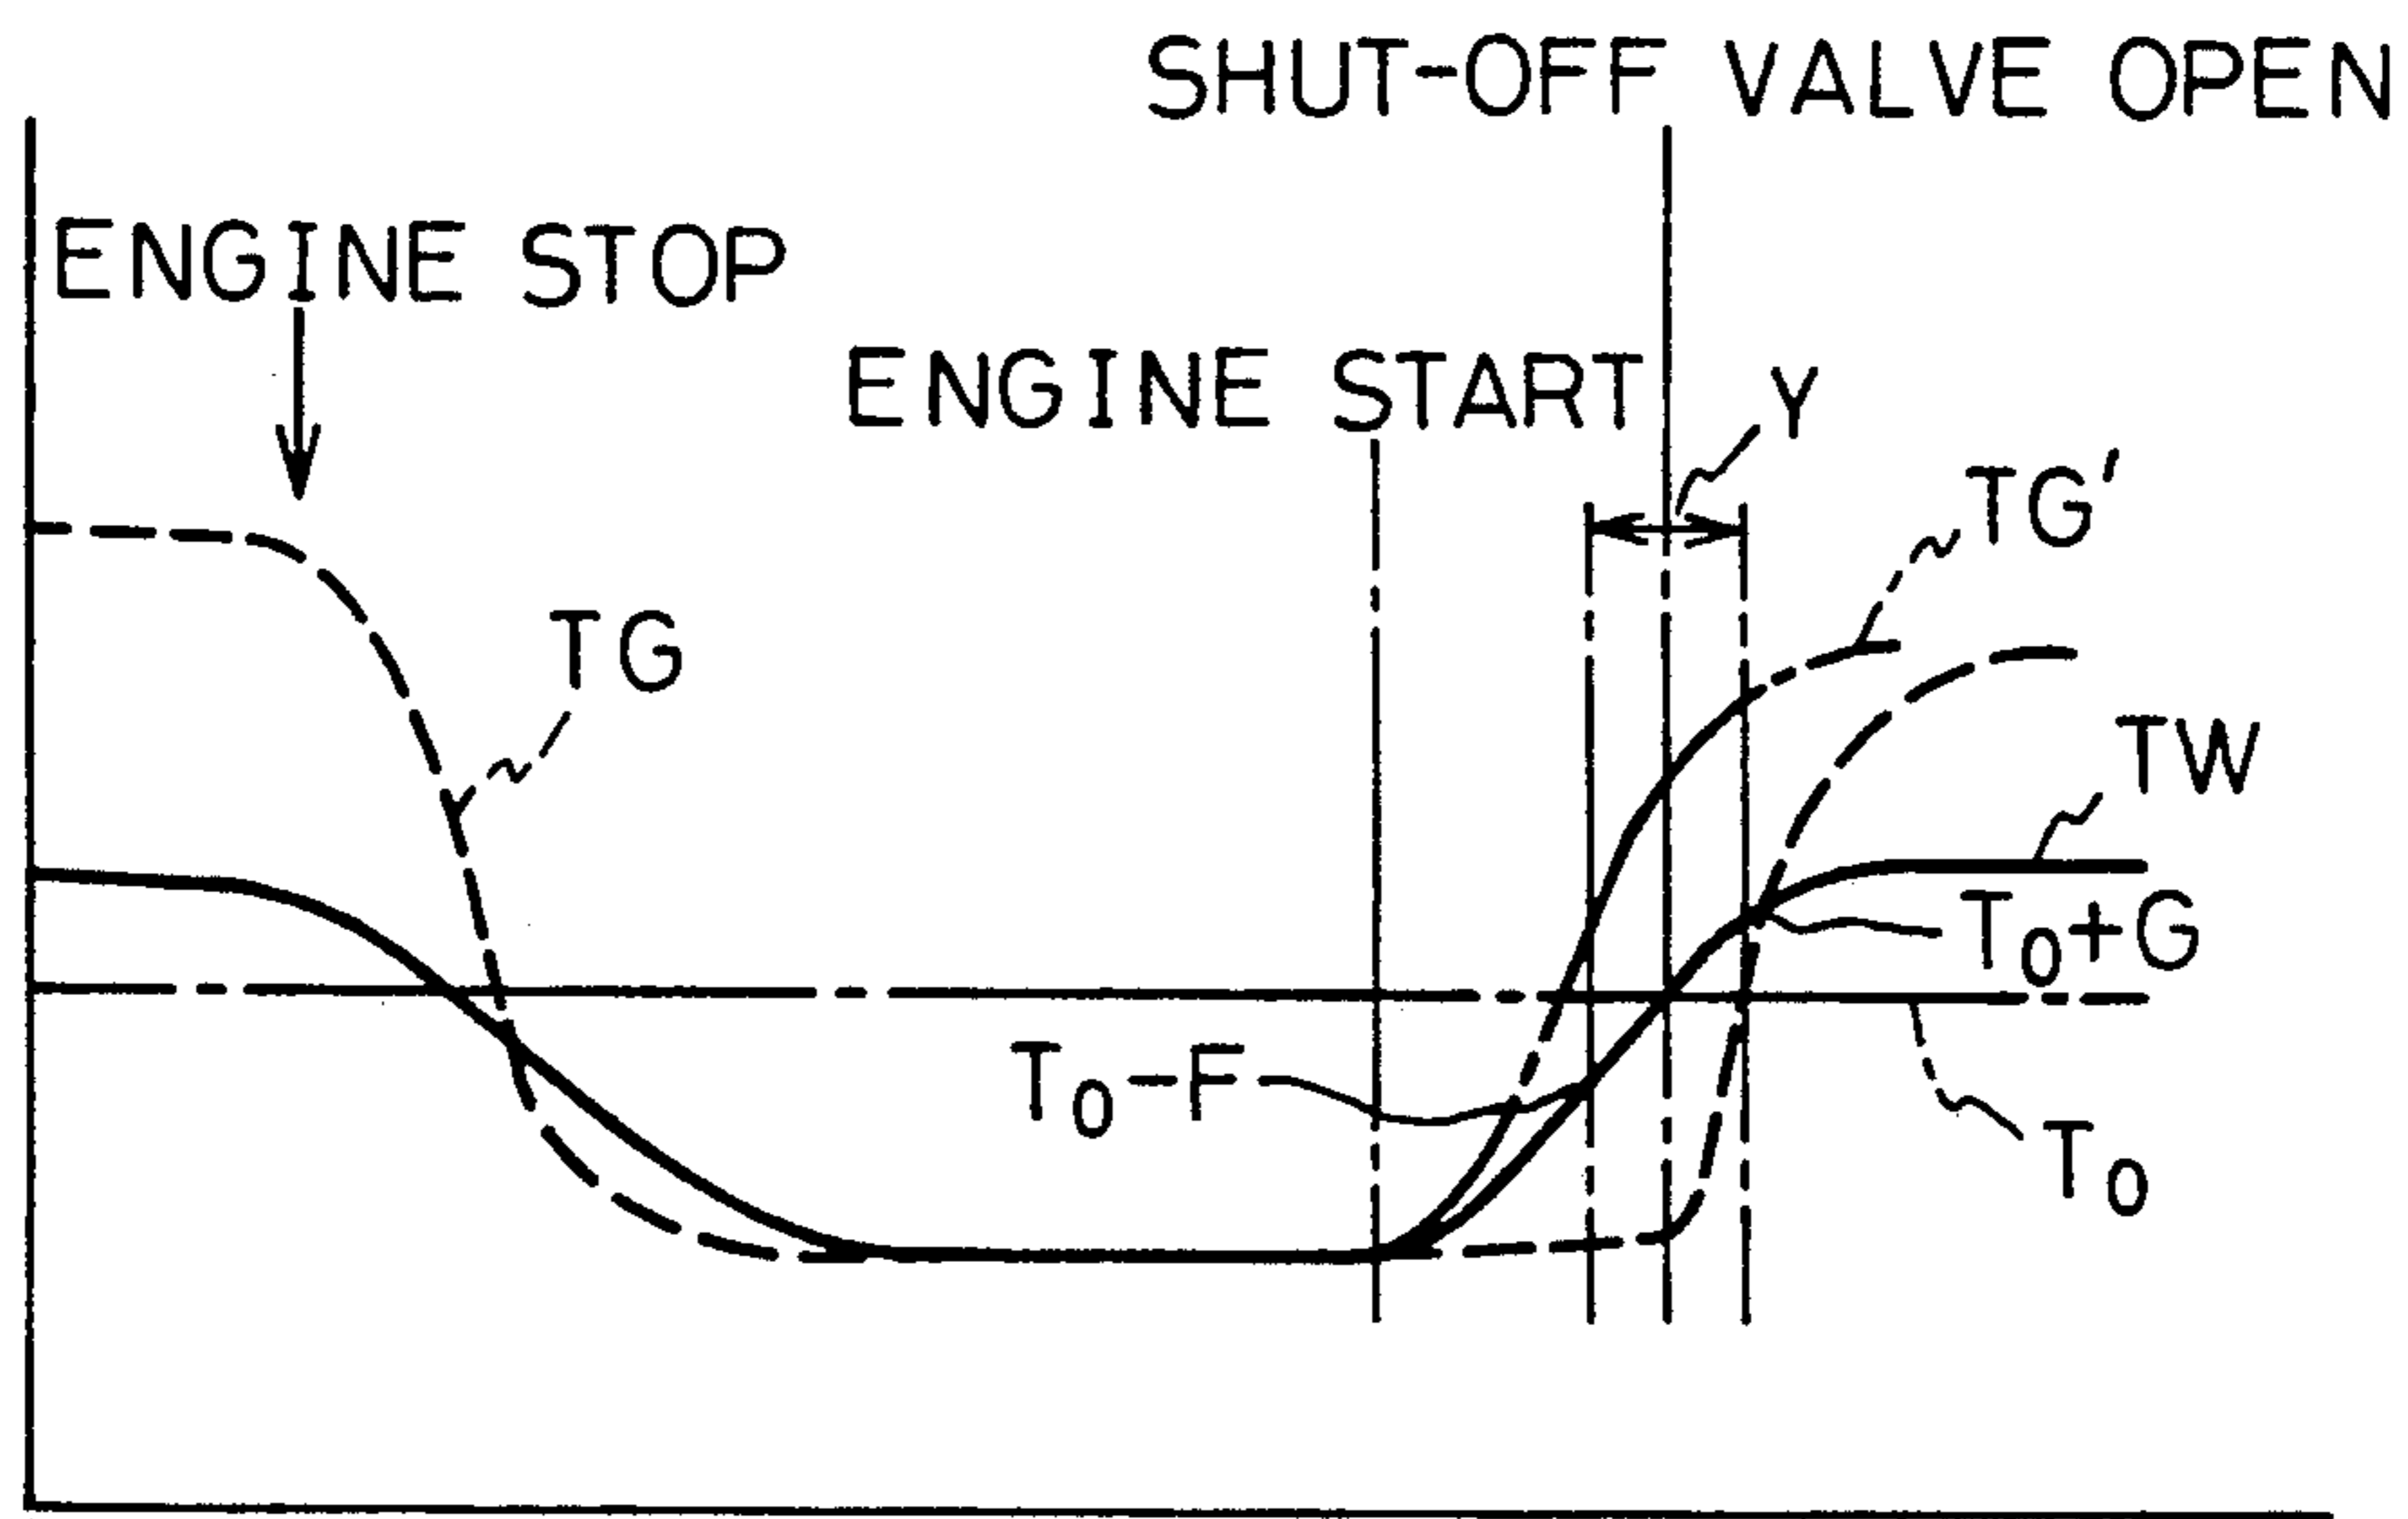 SHUT-OFF VALVE OPEN
ENGINE STOP
ENGINE START
Y
TG'
TG
TW
T₀+G
T₀-F
T₀